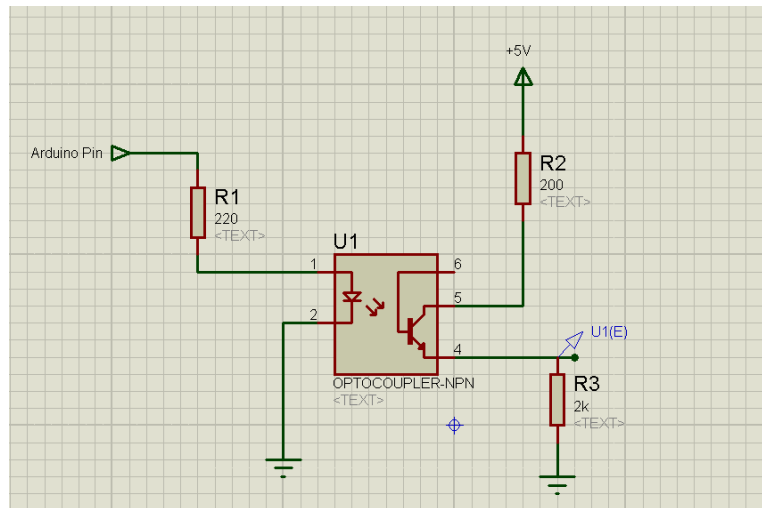 +5V
Arduino Pin
R2
200
<TEXT>
R1
220
<TEXT>
U1
1
6
2
5
4
U1(E)
OPTOCOUPLER-NPN
<TEXT>
R3
2k
<TEXT>